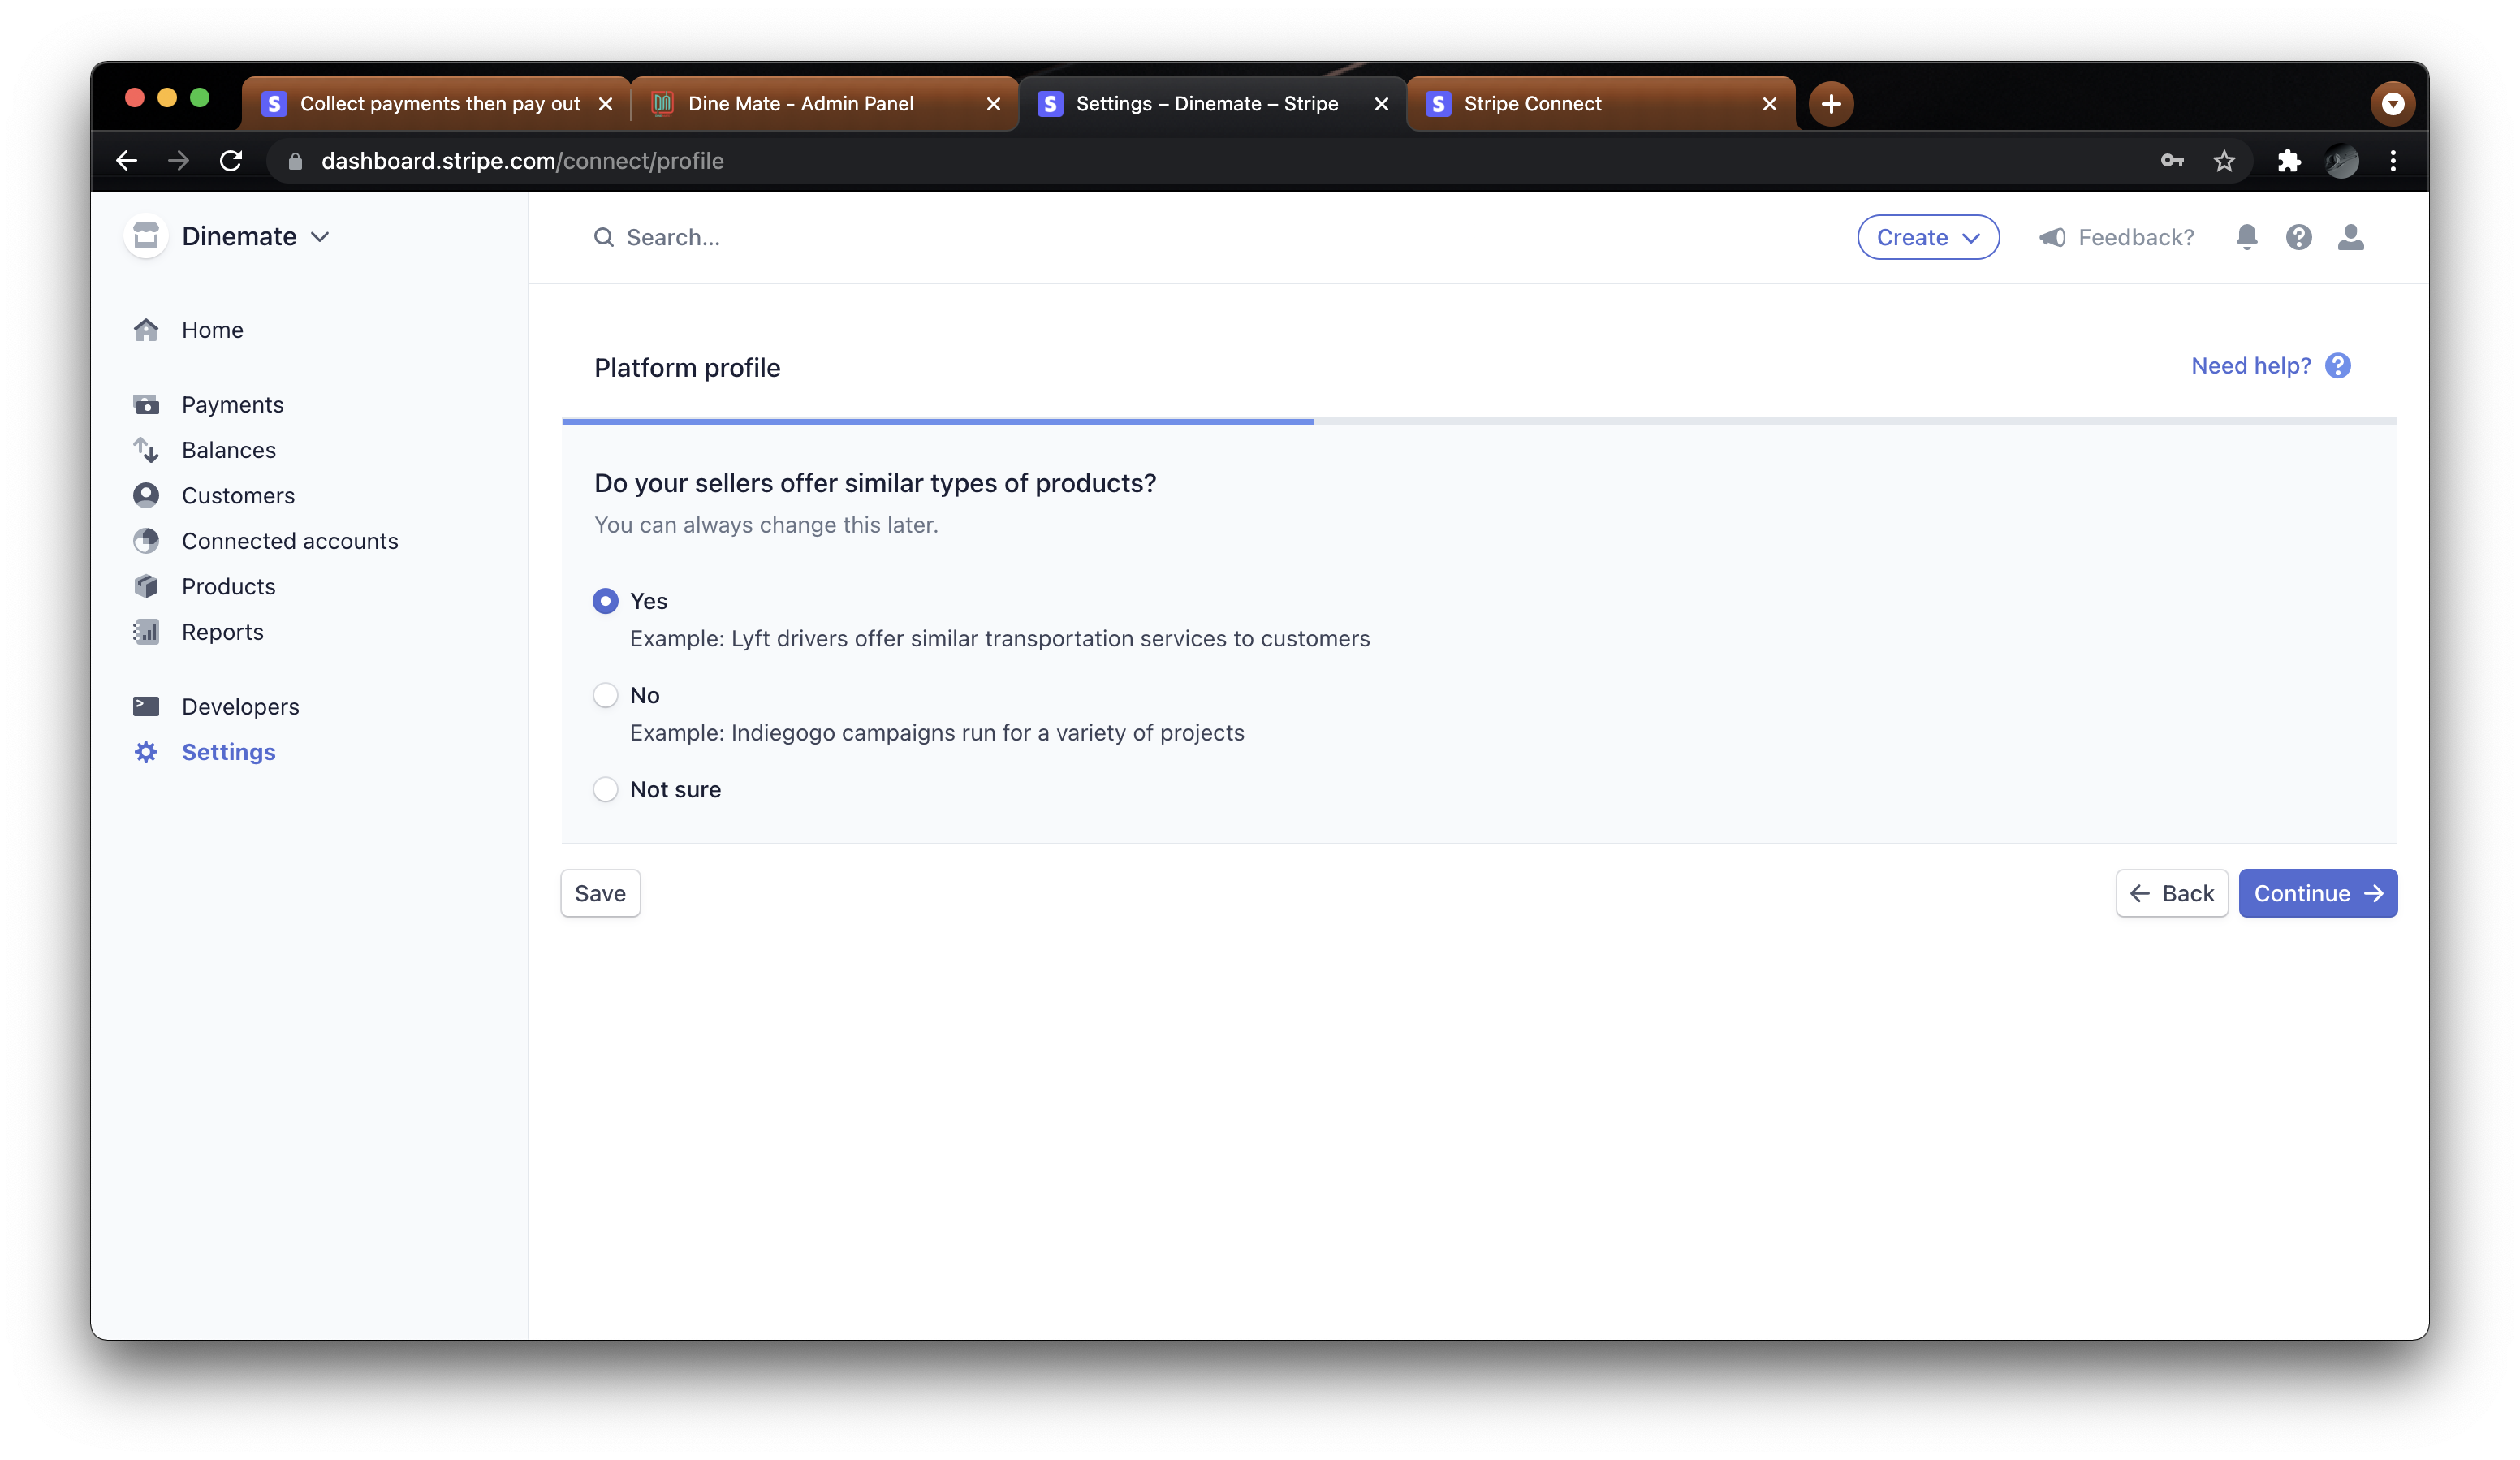 Collect payments then pay out
Dine Mate - Admin Panel
Settings – Dinemate – Stripe
Stripe Connect
dashboard.stripe.com/connect/profile
Dinemate
Search...
Create
Feedback?
Home
Payments
Balances
Customers
Connected accounts
Products
Reports
Developers
Settings
Platform profile
Need help?
Do your sellers offer similar types of products?
You can always change this later.
Yes
Example: Lyft drivers offer similar transportation services to customers
No
Example: Indiegogo campaigns run for a variety of projects
Not sure
Save
Back
Continue